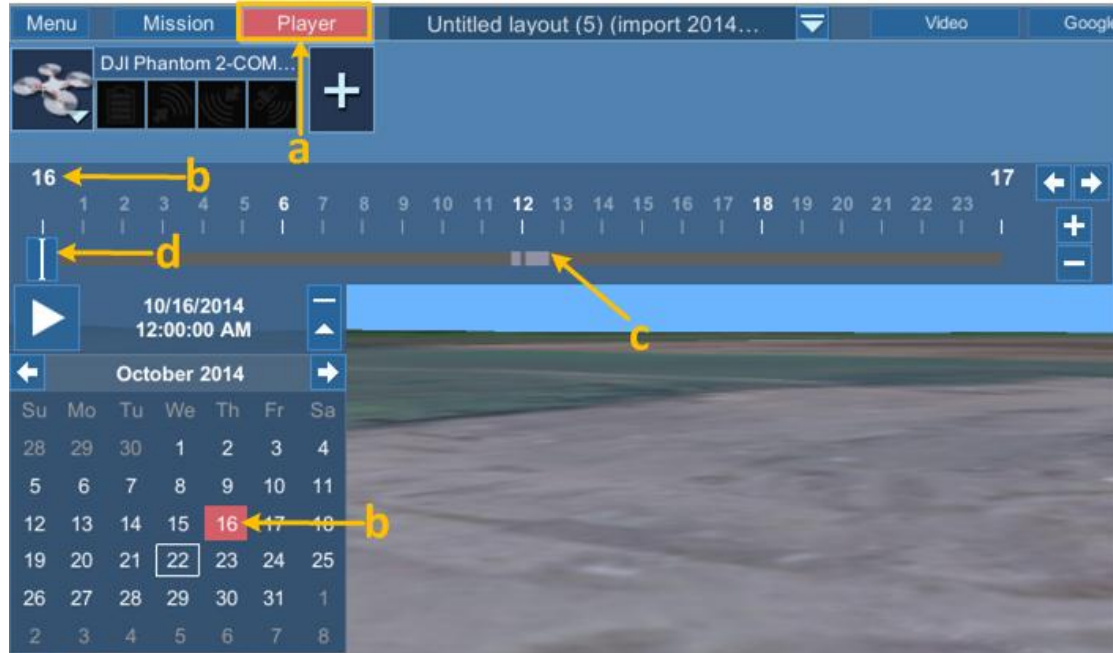 Menu Mission Player Untitled layout (5) (import 2014... Video Google
DJI Phantom 2-COM...
a
16 b 17
1 2 3 4 5 6 7 8 9 10 11 12 13 14 15 16 17 18 19 20 21 22 23
d
c
10/16/2014
12:00:00 AM
October 2014
Su Mo Tu We Th Fr Sa
28 29 30 1 2 3 4
5 6 7 8 9 10 11
12 13 14 15 16 17 18 b
19 20 21 22 23 24 25
26 27 28 29 30 31 1
2 3 4 5 6 7 8